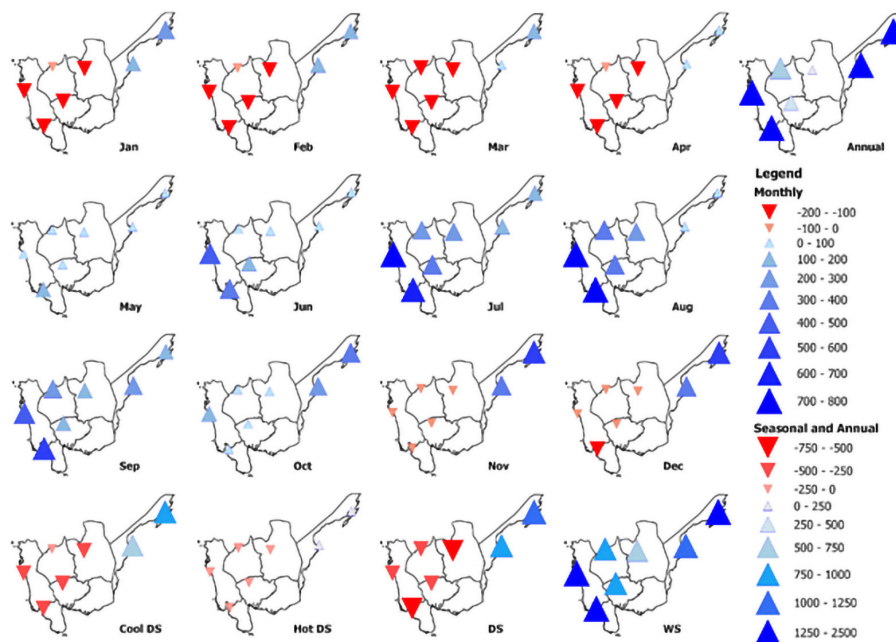 Jan
Feb
Mar
Apr
Annual
May
Jun
Jul
Aug
Sep
Oct
Nov
Dec
Cool DS
Hot DS
DS
WS
Legend
Monthly
-200 - -100
-100 - 0
0 - 100
100 - 200
200 - 300
300 - 400
400 - 500
500 - 600
600 - 700
700 - 800
Seasonal and Annual
-750 - -500
-500 - -250
-250 - 0
0 - 250
250 - 500
500 - 750
750 - 1000
1000 - 1250
1250 - 2500